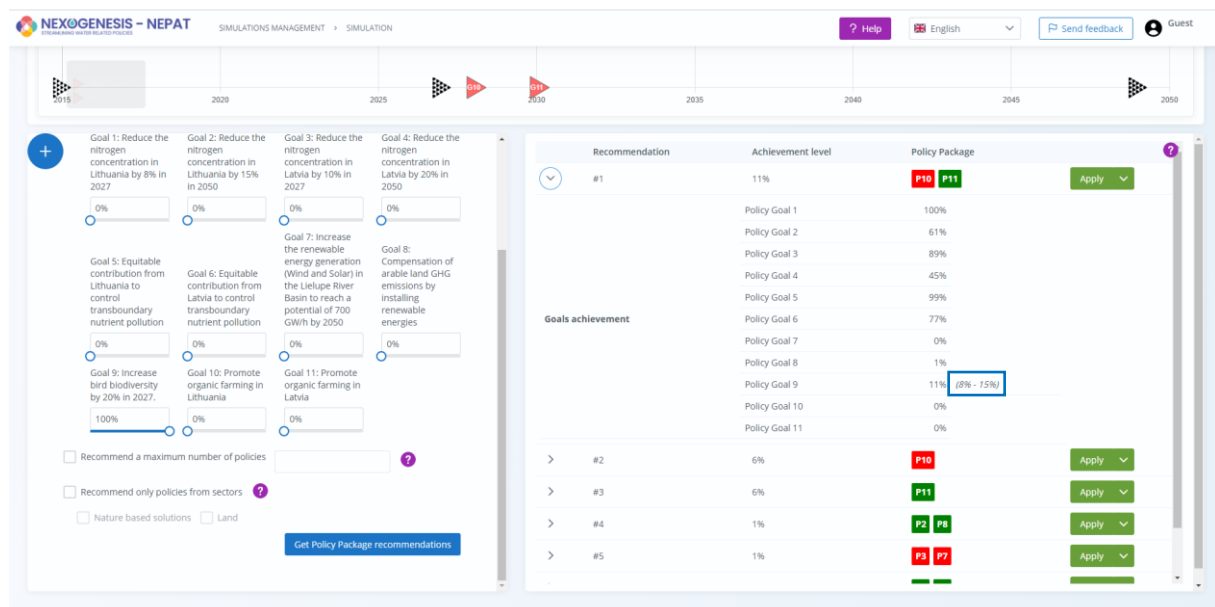 NEXOGENESIS – NEPAT
STREAMLINING WATER RELATED POLICIES
SIMULATIONS MANAGEMENT > SIMULATION
? Help
English
Send feedback
Guest
G10
G11
2015
2020
2025
2030
2035
2040
2045
2050
+
Goal 1: Reduce the
nitrogen
concentration in
Lithuania by 8% in
2027
0%
Goal 2: Reduce the
nitrogen
concentration in
Lithuania by 15%
in 2050
0%
Goal 3: Reduce the
nitrogen
concentration in
Latvia by 10% in
2027
0%
Goal 4: Reduce the
nitrogen
concentration in
Latvia by 20% in
2050
0%
Goal 5: Equitable
contribution from
Lithuania to
control
transboundary
nutrient pollution
0%
Goal 6: Equitable
contribution from
Latvia to control
transboundary
nutrient pollution
0%
Goal 7: Increase
the renewable
energy generation
(Wind and Solar) in
the Lielupe River
Basin to reach a
potential of 700
GW/h by 2050
0%
Goal 8:
Compensation of
arable land GHG
emissions by
installing
renewable
energies
0%
Goal 9: Increase
bird biodiversity
by 20% in 2027.
100%
Goal 10: Promote
organic farming in
Lithuania
0%
Goal 11: Promote
organic farming in
Latvia
0%
Recommend a maximum number of policies
?
Recommend only policies from sectors ?
Nature based solutions Land
Get Policy Package recommendations
Recommendation Achievement level Policy Package ?
#1 11% P10 P11 Apply
Goals achievement
Policy Goal 1 100%
Policy Goal 2 61%
Policy Goal 3 89%
Policy Goal 4 45%
Policy Goal 5 99%
Policy Goal 6 77%
Policy Goal 7 0%
Policy Goal 8 1%
Policy Goal 9 11% (8% - 15%)
Policy Goal 10 0%
Policy Goal 11 0%
#2 6% P10 Apply
#3 6% P11 Apply
#4 1% P2 P8 Apply
#5 1% P3 P7 Apply